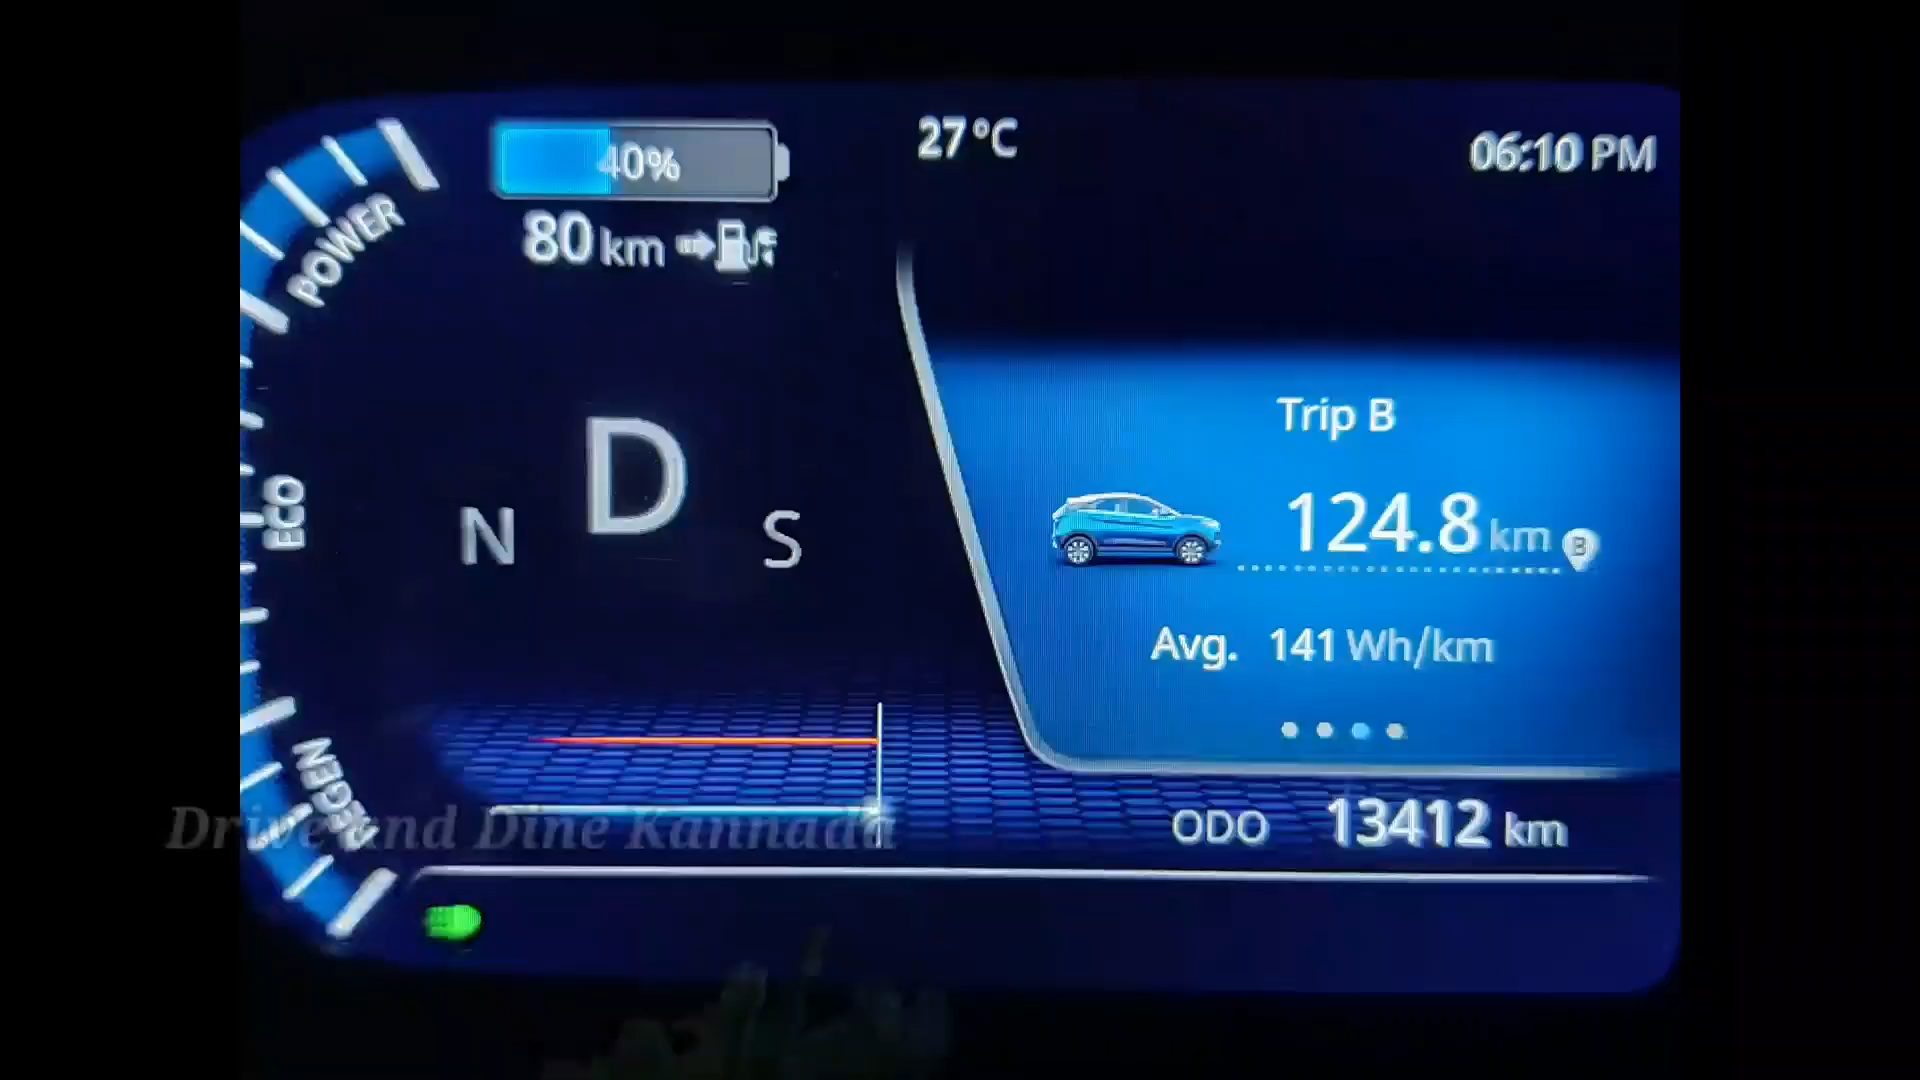 40%
27°C
06:10 PM
80 km
POWER
Trip B
D
N
S
124.8 km
B
ECO
Avg. 141 Wh/km
REGEN
ODO 13412 km
Drive and Dine Kannada